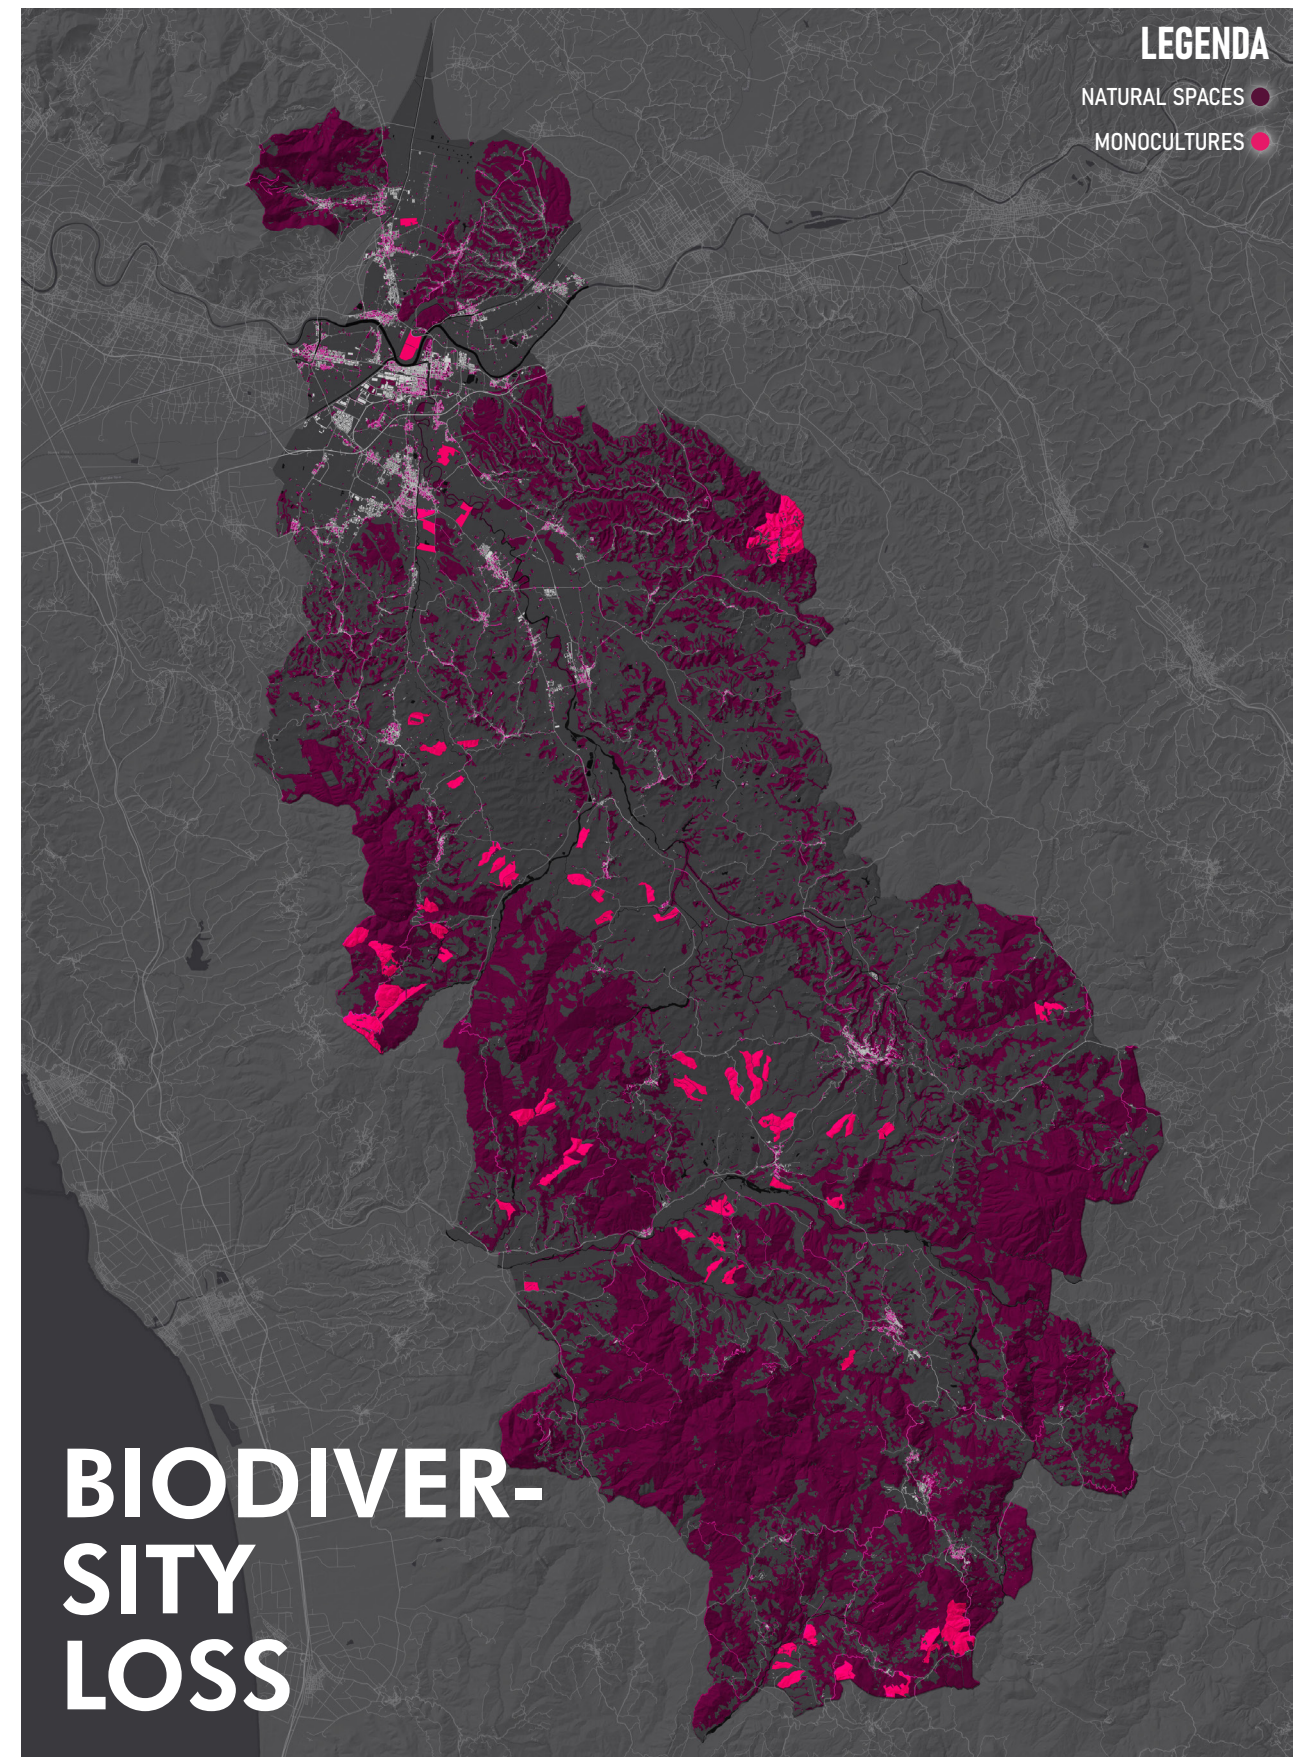 LEGENDA
NATURAL SPACES
MONOCULTURES
BIODIVER-
SITY
LOSS